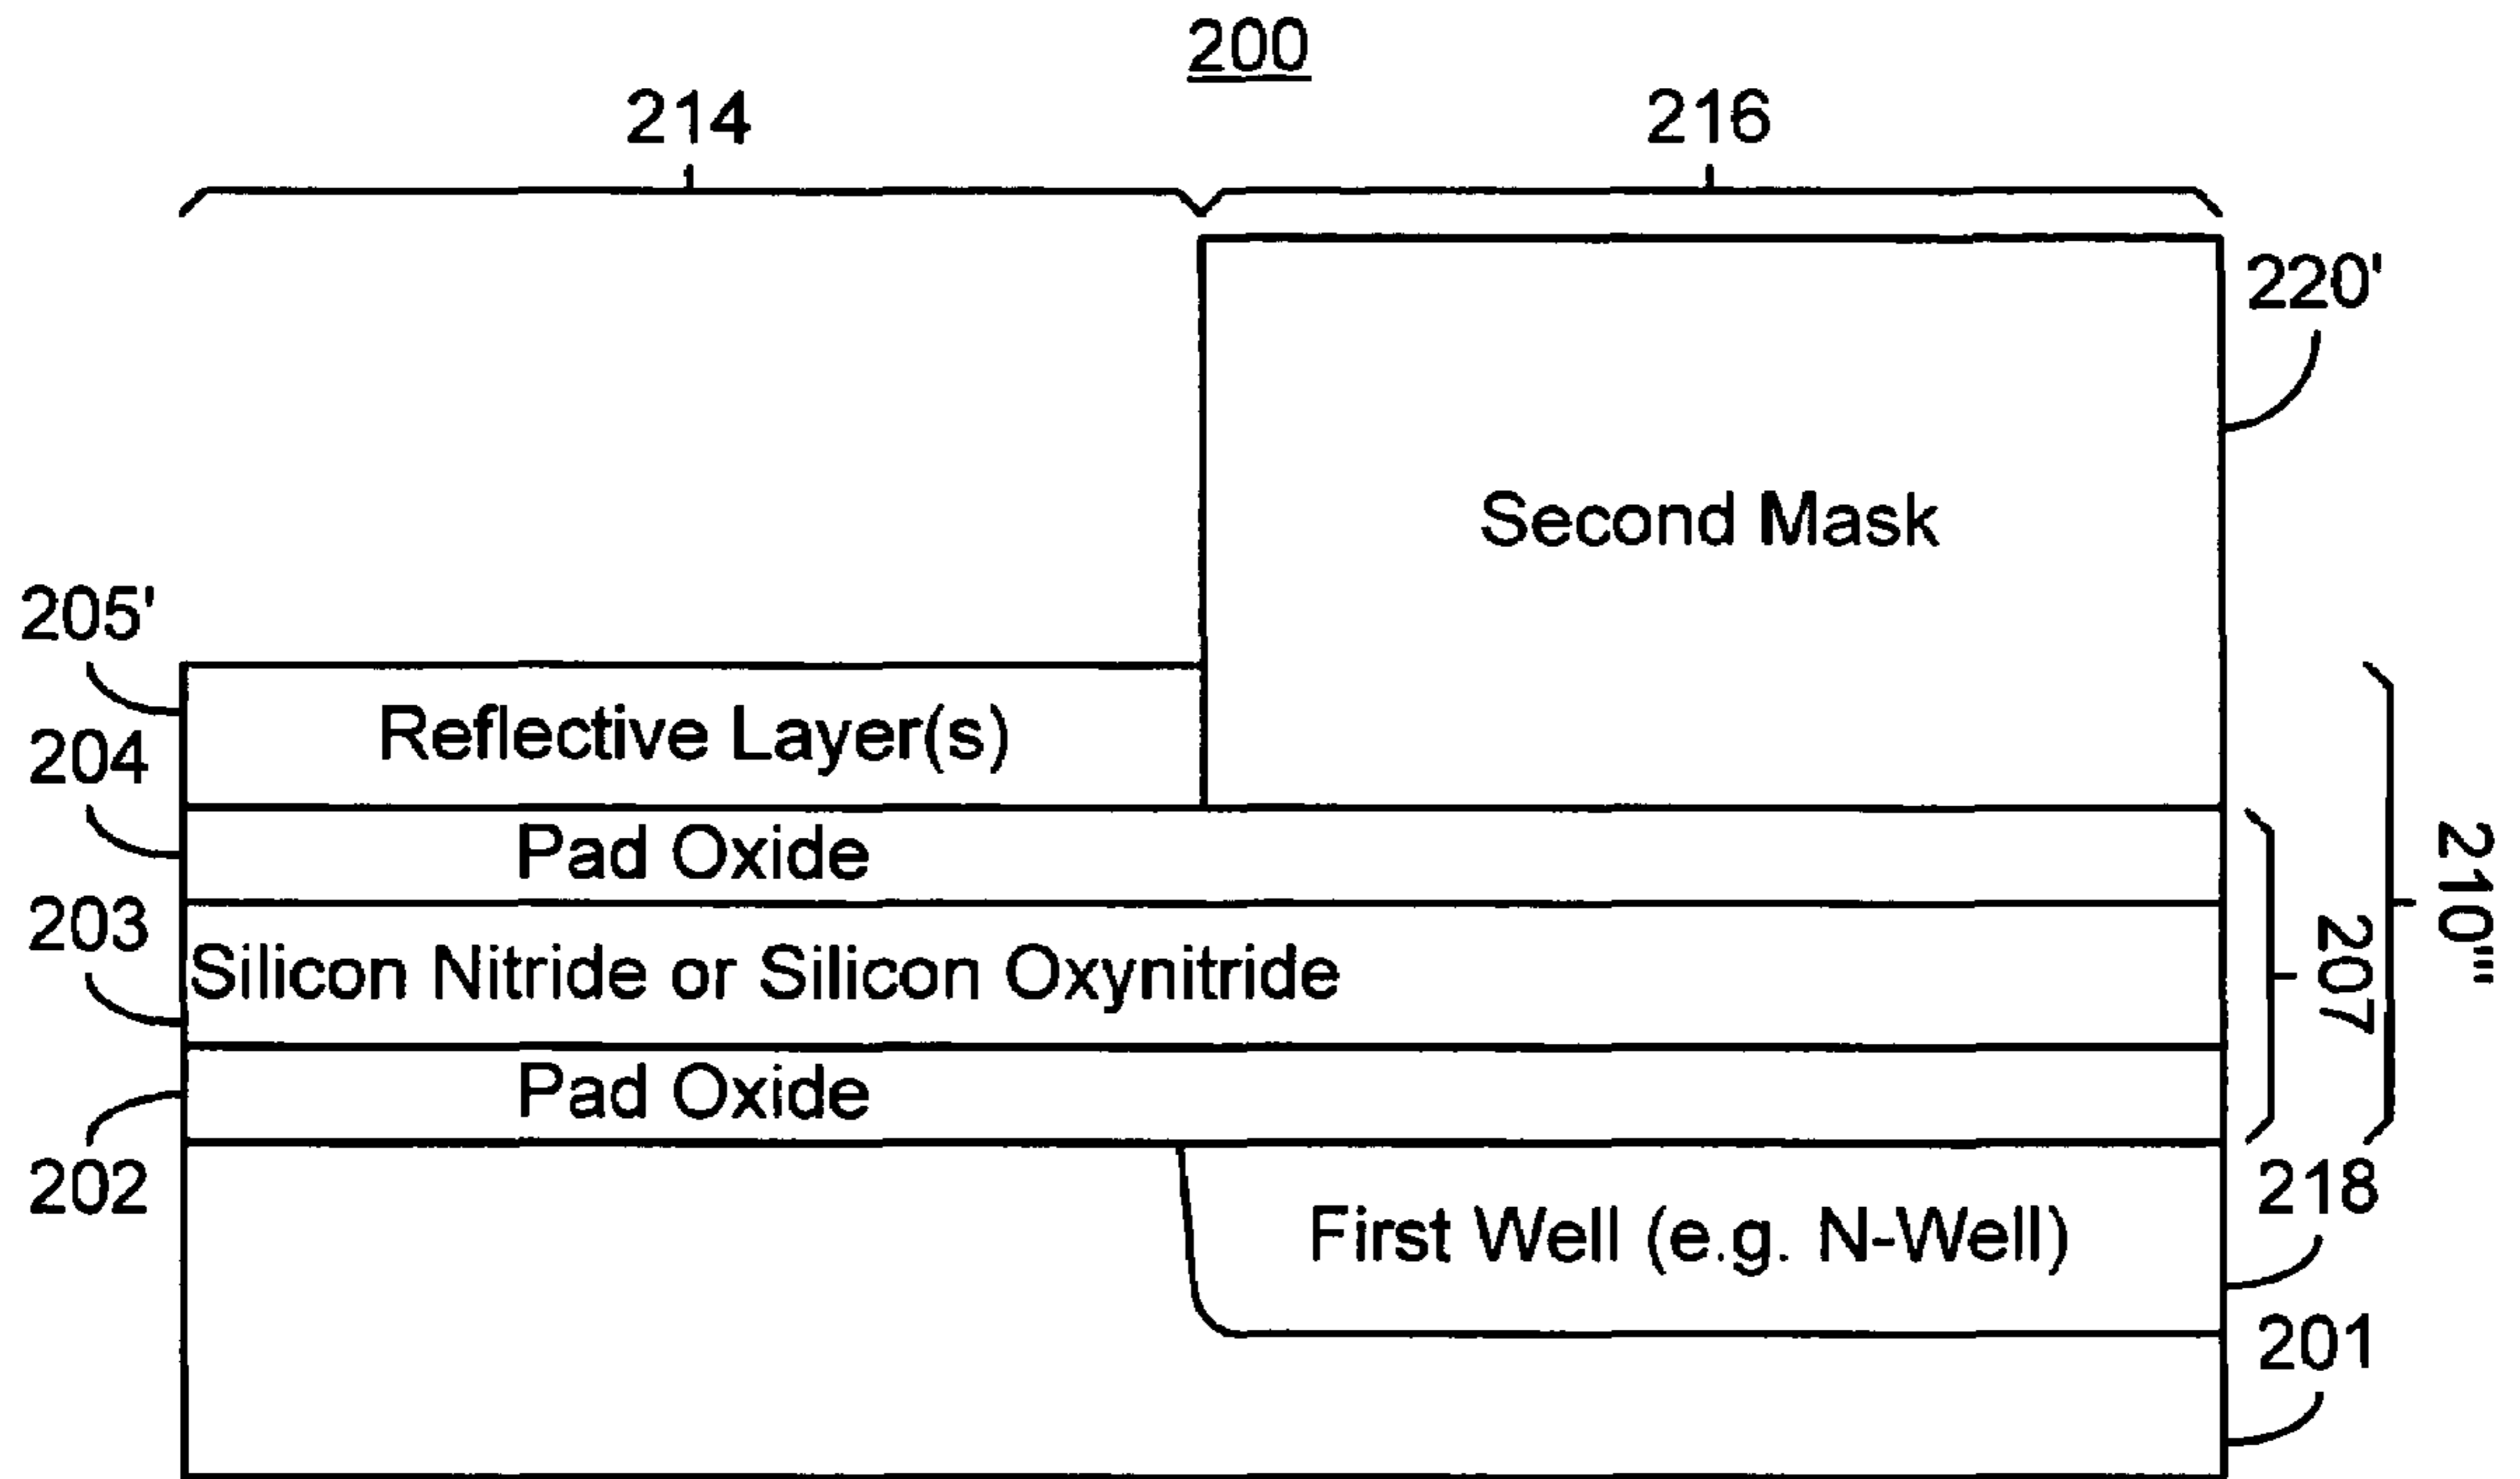 200
214
216
220'
Second Mask
205'
Reflective Layer(s)
204
Pad Oxide
203
Silicon Nitride or Silicon Oxynitride
207
210'''
Pad Oxide
202
218
First Well (e.g. N-Well)
201